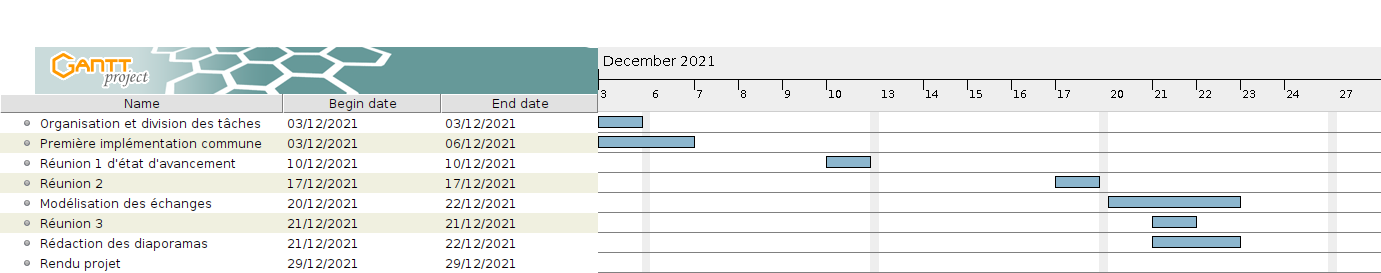 GANTT project
December 2021
3 6 7 8 9 10 13 14 15 16 17 20 21 22 23 24 27
Name Begin date End date
Organisation et division des tâches 03/12/2021 03/12/2021
Première implémentation commune 03/12/2021 06/12/2021
Réunion 1 d'état d'avancement 10/12/2021 10/12/2021
Réunion 2 17/12/2021 17/12/2021
Modélisation des échanges 20/12/2021 22/12/2021
Réunion 3 21/12/2021 21/12/2021
Rédaction des diaporamas 21/12/2021 22/12/2021
Rendu projet 29/12/2021 29/12/2021